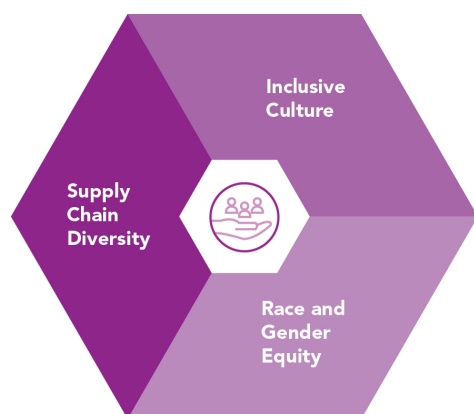 Inclusive
Culture
Supply
Chain
Diversity
Race and
Gender
Equity